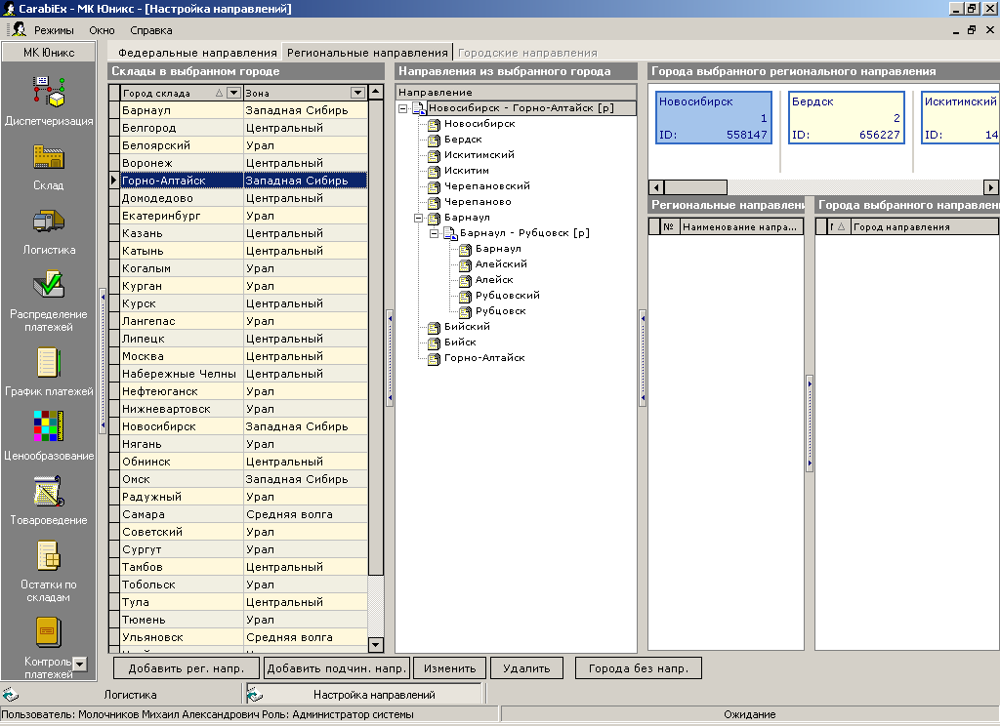 CarabiEx - МК Юникс - [Настройка направлений]
Режимы Окно Справка
МК Юникс
Диспетчеризация
Склад
Логистика
Распределение
платежей
График платежей
Ценообразование
Товароведение
Остатки по
складам
Контроль
платежей
Федеральные направления Региональные направления Городские направления
Склады в выбранном городе
Город склада Зона
Барнаул Западная Сибирь
Белгород Центральный
Белоярский Урал
Воронеж Центральный
Горно-Алтайск Западная Сибирь
Домодедово Центральный
Екатеринбург Урал
Казань Центральный
Катынь Центральный
Когалым Урал
Курган Урал
Курск Центральный
Лангепас Урал
Липецк Центральный
Москва Центральный
Набережные Челны Центральный
Нефтеюганск Урал
Нижневартовск Урал
Новосибирск Западная Сибирь
Нягань Урал
Обнинск Центральный
Омск Западная Сибирь
Радужный Урал
Самара Средняя волга
Советский Урал
Сургут Урал
Тамбов Центральный
Тобольск Урал
Тула Центральный
Тюмень Урал
Ульяновск Средняя волга
Направления из выбранного города
Направление
Новосибирск - Горно-Алтайск [р]
Новосибирск
Бердск
Искитимский
Искитим
Черепановский
Черепаново
Барнаул
Барнаул - Рубцовск [р]
Барнаул
Алейский
Алейск
Рубцовский
Рубцовск
Бийский
Бийск
Горно-Алтайск
Города выбранного регионального направления
Новосибирск
1
ID: 558147
Бердск
2
ID: 656227
Искитимский
ID: 14
Региональные направлени
№ Наименование напра...
Города выбранного направлен
Город направления
Добавить рег. напр. Добавить подчин. напр. Изменить Удалить Города без напр.
Логистика Настройка направлений
Пользователь: Молочников Михаил Александрович Роль: Администратор системы Ожидание